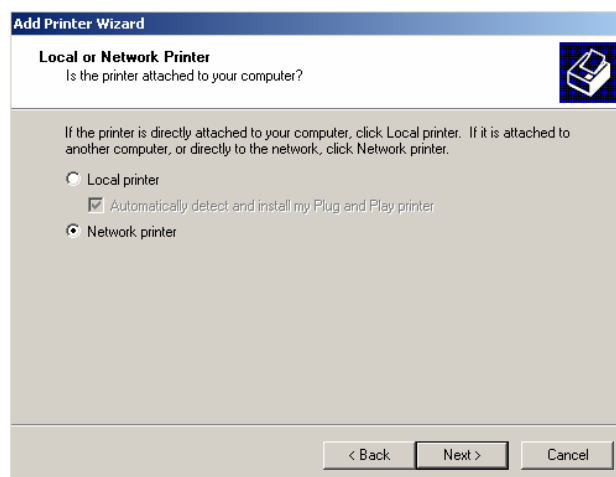 Add Printer Wizard
Local or Network Printer
Is the printer attached to your computer?
If the printer is directly attached to your computer, click Local printer. If it is attached to
another computer, or directly to the network, click Network printer.
Local printer
Automatically detect and install my Plug and Play printer
Network printer
< Back Next > Cancel